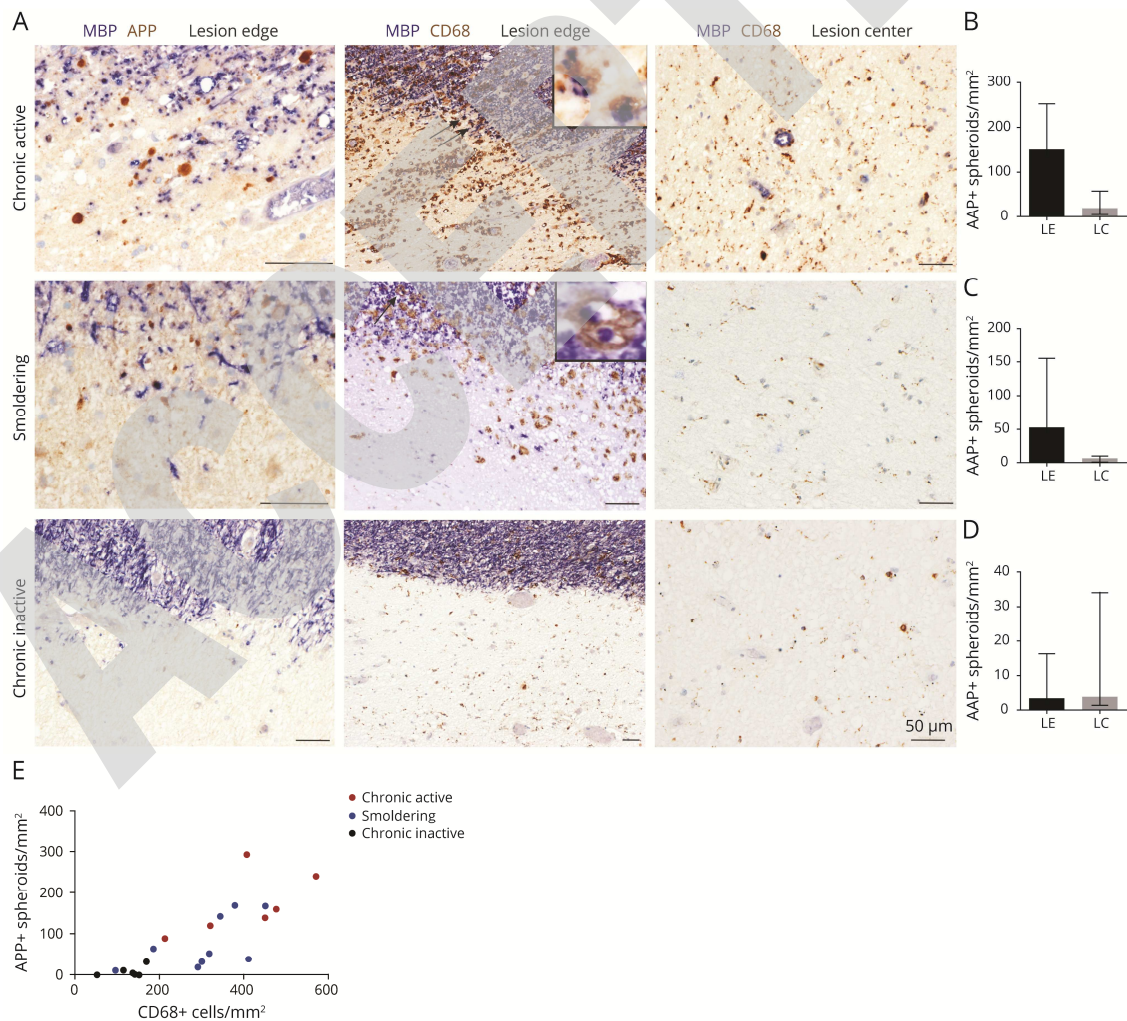 A
MBP APP Lesion edge
MBP CD68 Lesion edge
MBP CD68 Lesion center
Chronic active
Smoldering
Chronic inactive
50 µm
B
AAP+ spheroids/mm²
300
200
100
0
LE LC
C
AAP+ spheroids/mm²
200
150
100
50
0
LE LC
D
AAP+ spheroids/mm²
40
30
20
10
0
LE LC
E
APP+ spheroids/mm²
400
300
200
100
0
0 200 400 600
CD68+ cells/mm²
Chronic active
Smoldering
Chronic inactive